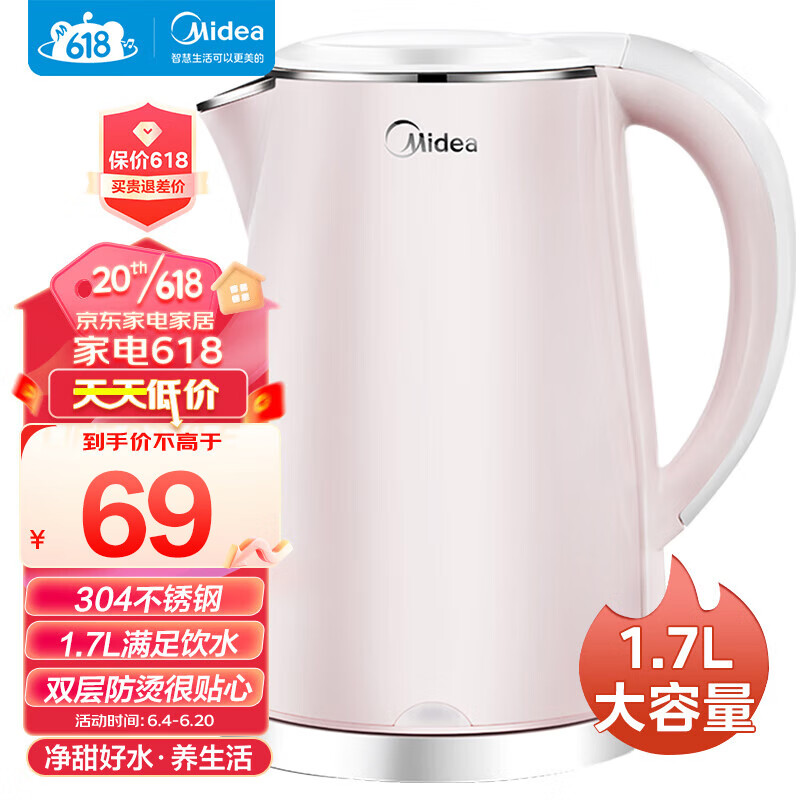 618
Midea
智慧生活可以更美的
保价618
买贵退差价
Midea
20th/618
京东家电家居
家电618
天天低价
到手价不高于
¥69
304不锈钢
1.7L满足饮水
双层防烫很贴心
活动时间:6.4-6.20
净甜好水·养生活
1.7L
大容量